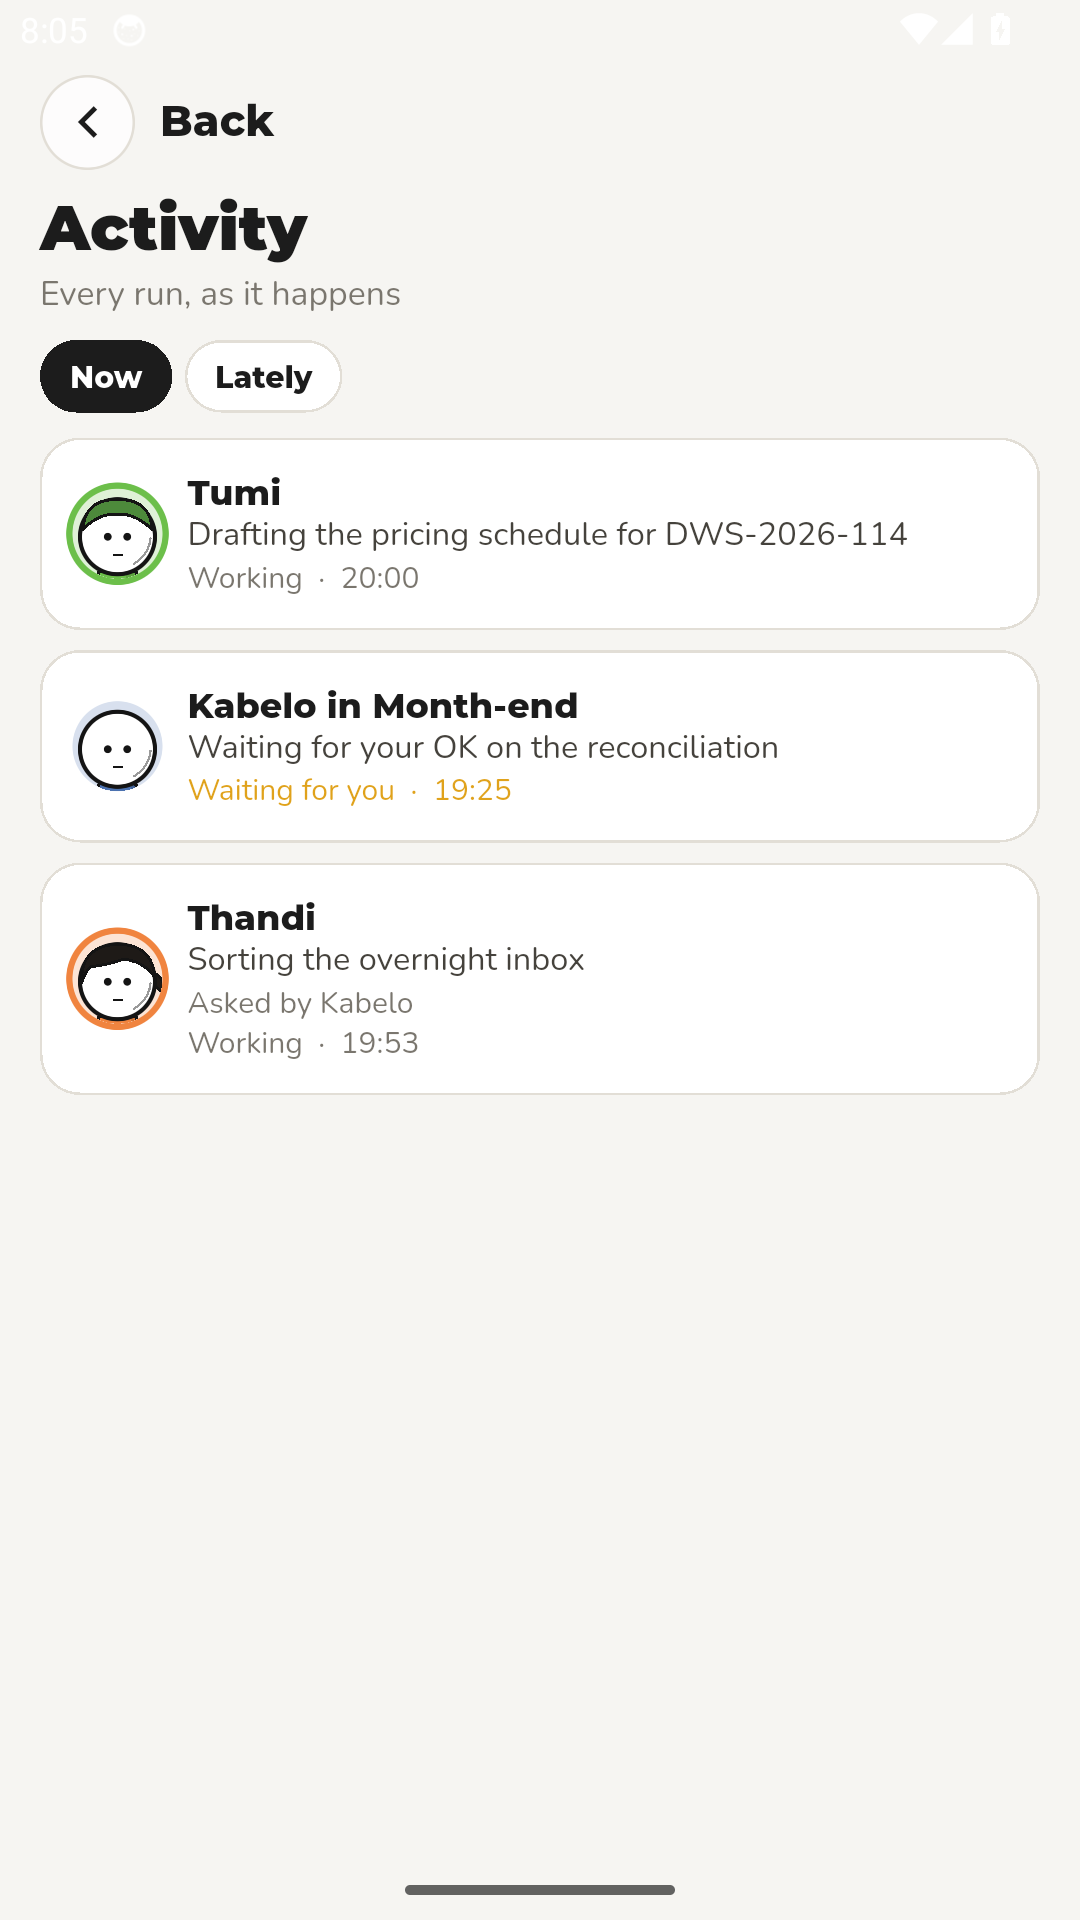 8:05
Back
Activity
Every run, as it happens
Now
Lately
Tumi
Drafting the pricing schedule for DWS-2026-114
Working · 20:00
Kabelo in Month-end
Waiting for your OK on the reconciliation
Waiting for you · 19:25
Thandi
Sorting the overnight inbox
Asked by Kabelo
Working · 19:53